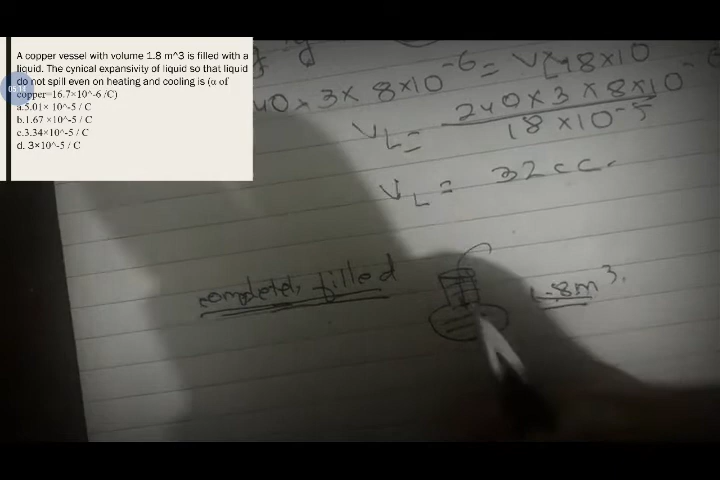 A copper vessel with volume 1.8 m^3 is filled with a
liquid. The cynical expansivity of liquid so that liquid
do not spill even on heating and cooling is (α of
copper=16.7×10^-6 /C)
a.5.01× 10^-5 / C
b.1.67 ×10^-5 / C
c.3.34×10^-5 / C
d. 3×10^-5 / C
05:14
40 × 3 × 8×10^-6 = V
240 × 3 × 8 × 10
V_L = 18 × 10^-5
V_L = 32 cc.
completely filled
1.8m^3.